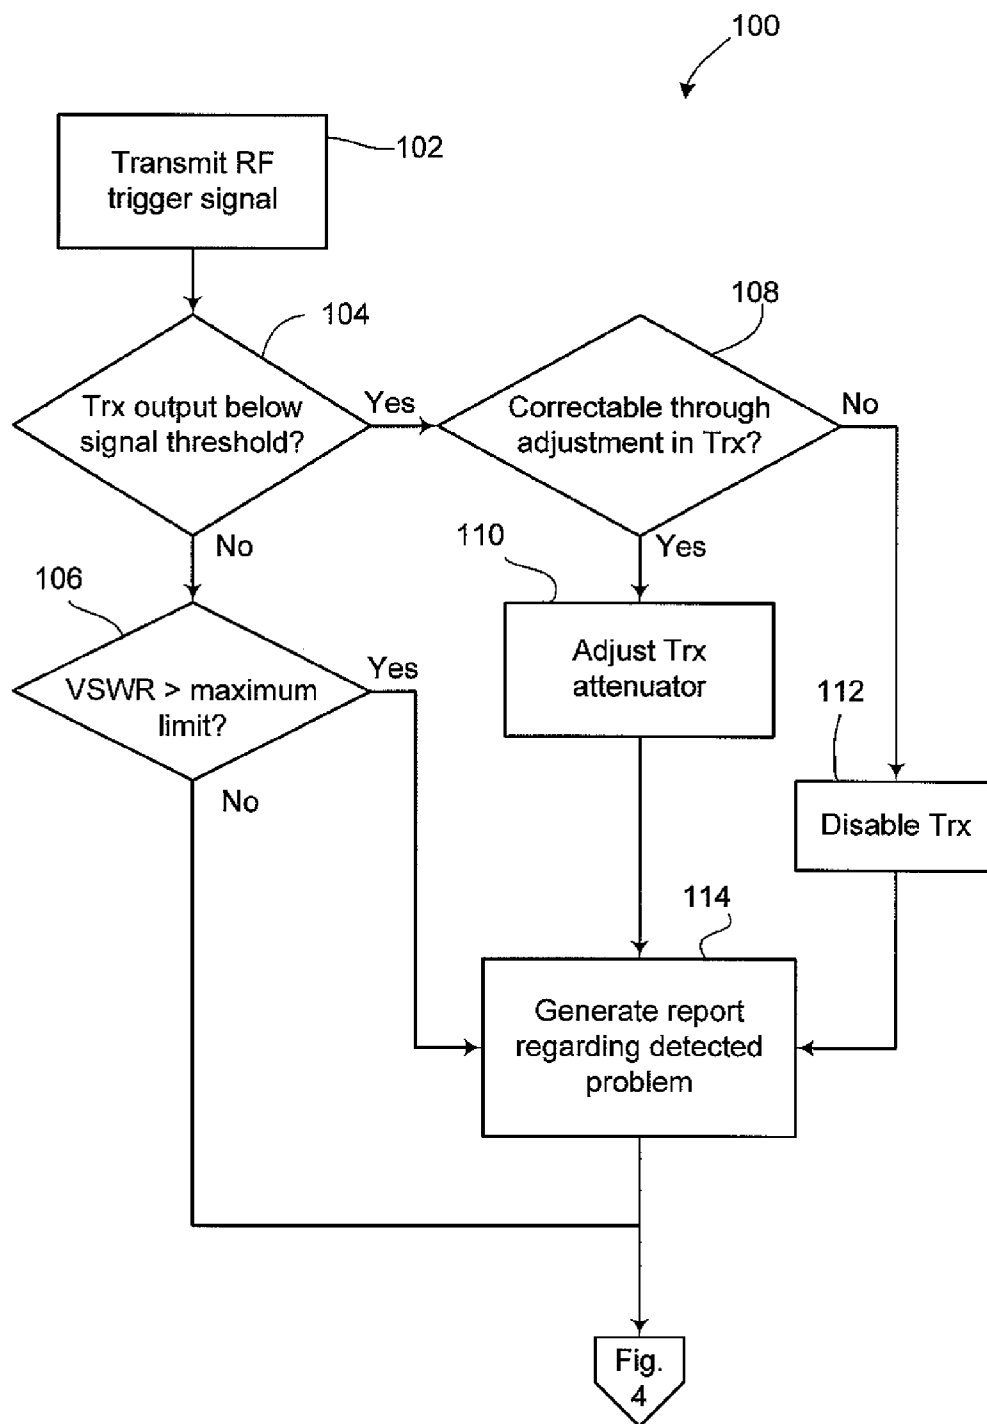 100
Transmit RF
trigger signal
102
104
108
Trx output below
signal threshold?
Yes
Correctable through
adjustment in Trx?
No
No
110
Yes
106
VSWR > maximum
limit?
Yes
Adjust Trx
attenuator
112
No
Disable Trx
114
Generate report
regarding detected
problem
Fig.
4